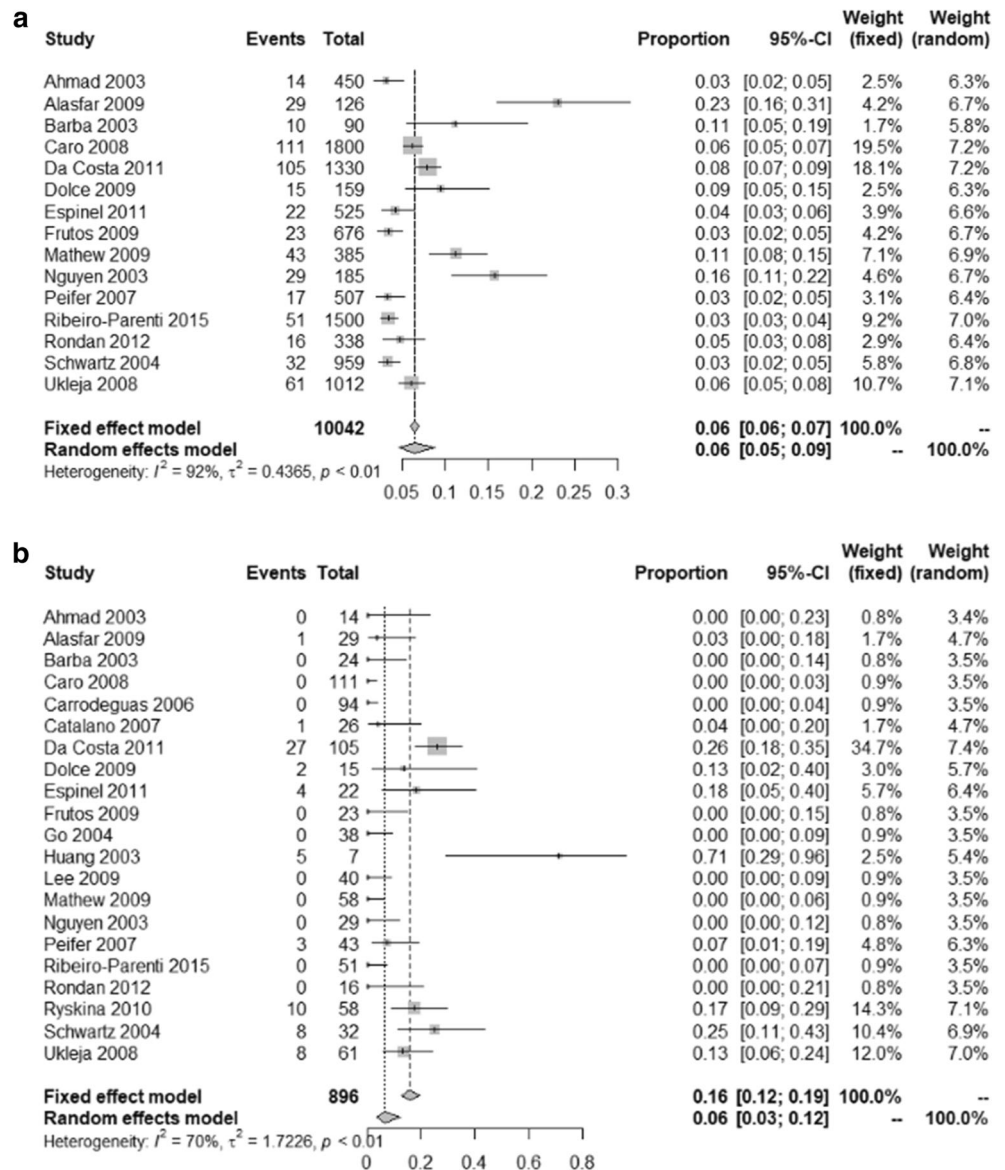 a
Study Events Total Proportion 95%-CI Weight (fixed) Weight (random)
Ahmad 2003 14 450 0.03 [0.02; 0.05] 2.5% 6.3%
Alasfar 2009 29 126 0.23 [0.16; 0.31] 4.2% 6.7%
Barba 2003 10 90 0.11 [0.05; 0.19] 1.7% 5.8%
Caro 2008 111 1800 0.06 [0.05; 0.07] 19.5% 7.2%
Da Costa 2011 105 1330 0.08 [0.07; 0.09] 18.1% 7.2%
Dolce 2009 15 159 0.09 [0.05; 0.15] 2.5% 6.3%
Espinel 2011 22 525 0.04 [0.03; 0.06] 3.9% 6.6%
Frutos 2009 23 676 0.03 [0.02; 0.05] 4.2% 6.7%
Mathew 2009 43 385 0.11 [0.08; 0.15] 7.1% 6.9%
Nguyen 2003 29 185 0.16 [0.11; 0.22] 4.6% 6.7%
Peifer 2007 17 507 0.03 [0.02; 0.05] 3.1% 6.4%
Ribeiro-Parenti 2015 51 1500 0.03 [0.03; 0.04] 9.2% 7.0%
Rondan 2012 16 338 0.05 [0.03; 0.08] 2.9% 6.4%
Schwartz 2004 32 959 0.03 [0.02; 0.05] 5.8% 6.8%
Ukleja 2008 61 1012 0.06 [0.05; 0.08] 10.7% 7.1%
Fixed effect model 10042 0.06 [0.06; 0.07] 100.0% --
Random effects model 0.06 [0.05; 0.09] -- 100.0%
Heterogeneity: I² = 92%, τ² = 0.4365, p < 0.01
0.05 0.1 0.15 0.2 0.25 0.3
b
Study Events Total Proportion 95%-CI Weight (fixed) Weight (random)
Ahmad 2003 0 14 0.00 [0.00; 0.23] 0.8% 3.4%
Alasfar 2009 1 29 0.03 [0.00; 0.18] 1.7% 4.7%
Barba 2003 0 24 0.00 [0.00; 0.14] 0.8% 3.5%
Caro 2008 0 111 0.00 [0.00; 0.03] 0.9% 3.5%
Carrodeguas 2006 0 94 0.00 [0.00; 0.04] 0.9% 3.5%
Catalano 2007 1 26 0.04 [0.00; 0.20] 1.7% 4.7%
Da Costa 2011 27 105 0.26 [0.18; 0.35] 34.7% 7.4%
Dolce 2009 2 15 0.13 [0.02; 0.40] 3.0% 5.7%
Espinel 2011 4 22 0.18 [0.05; 0.40] 5.7% 6.4%
Frutos 2009 0 23 0.00 [0.00; 0.15] 0.8% 3.5%
Go 2004 0 38 0.00 [0.00; 0.09] 0.9% 3.5%
Huang 2003 5 7 0.71 [0.29; 0.96] 2.5% 5.4%
Lee 2009 0 40 0.00 [0.00; 0.09] 0.9% 3.5%
Mathew 2009 0 58 0.00 [0.00; 0.06] 0.9% 3.5%
Nguyen 2003 0 29 0.00 [0.00; 0.12] 0.8% 3.5%
Peifer 2007 3 43 0.07 [0.01; 0.19] 4.8% 6.3%
Ribeiro-Parenti 2015 0 51 0.00 [0.00; 0.07] 0.9% 3.5%
Rondan 2012 0 16 0.00 [0.00; 0.21] 0.8% 3.5%
Ryskina 2010 10 58 0.17 [0.09; 0.29] 14.3% 7.1%
Schwartz 2004 8 32 0.25 [0.11; 0.43] 10.4% 6.9%
Ukleja 2008 8 61 0.13 [0.06; 0.24] 12.0% 7.0%
Fixed effect model 896 0.16 [0.12; 0.19] 100.0% --
Random effects model 0.06 [0.03; 0.12] -- 100.0%
Heterogeneity: I² = 70%, τ² = 1.7226, p < 0.01
0 0.2 0.4 0.6 0.8